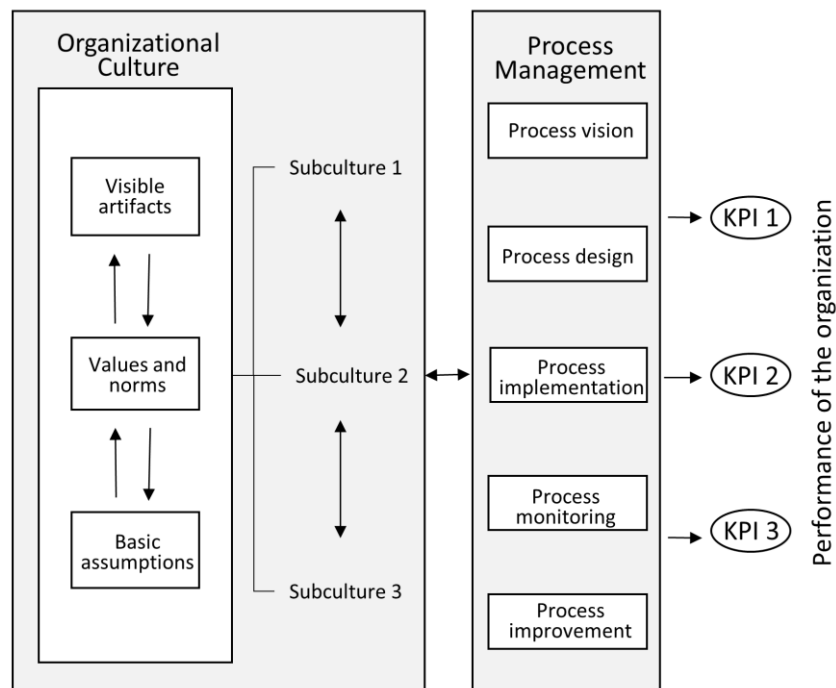 Organizational
Culture
Visible
artifacts
Values and
norms
Basic
assumptions
Subculture 1
Subculture 2
Subculture 3
Process
Management
Process vision
Process design
Process
implementation
Process
monitoring
Process
improvement
KPI 1
KPI 2
KPI 3
Performance of the organization